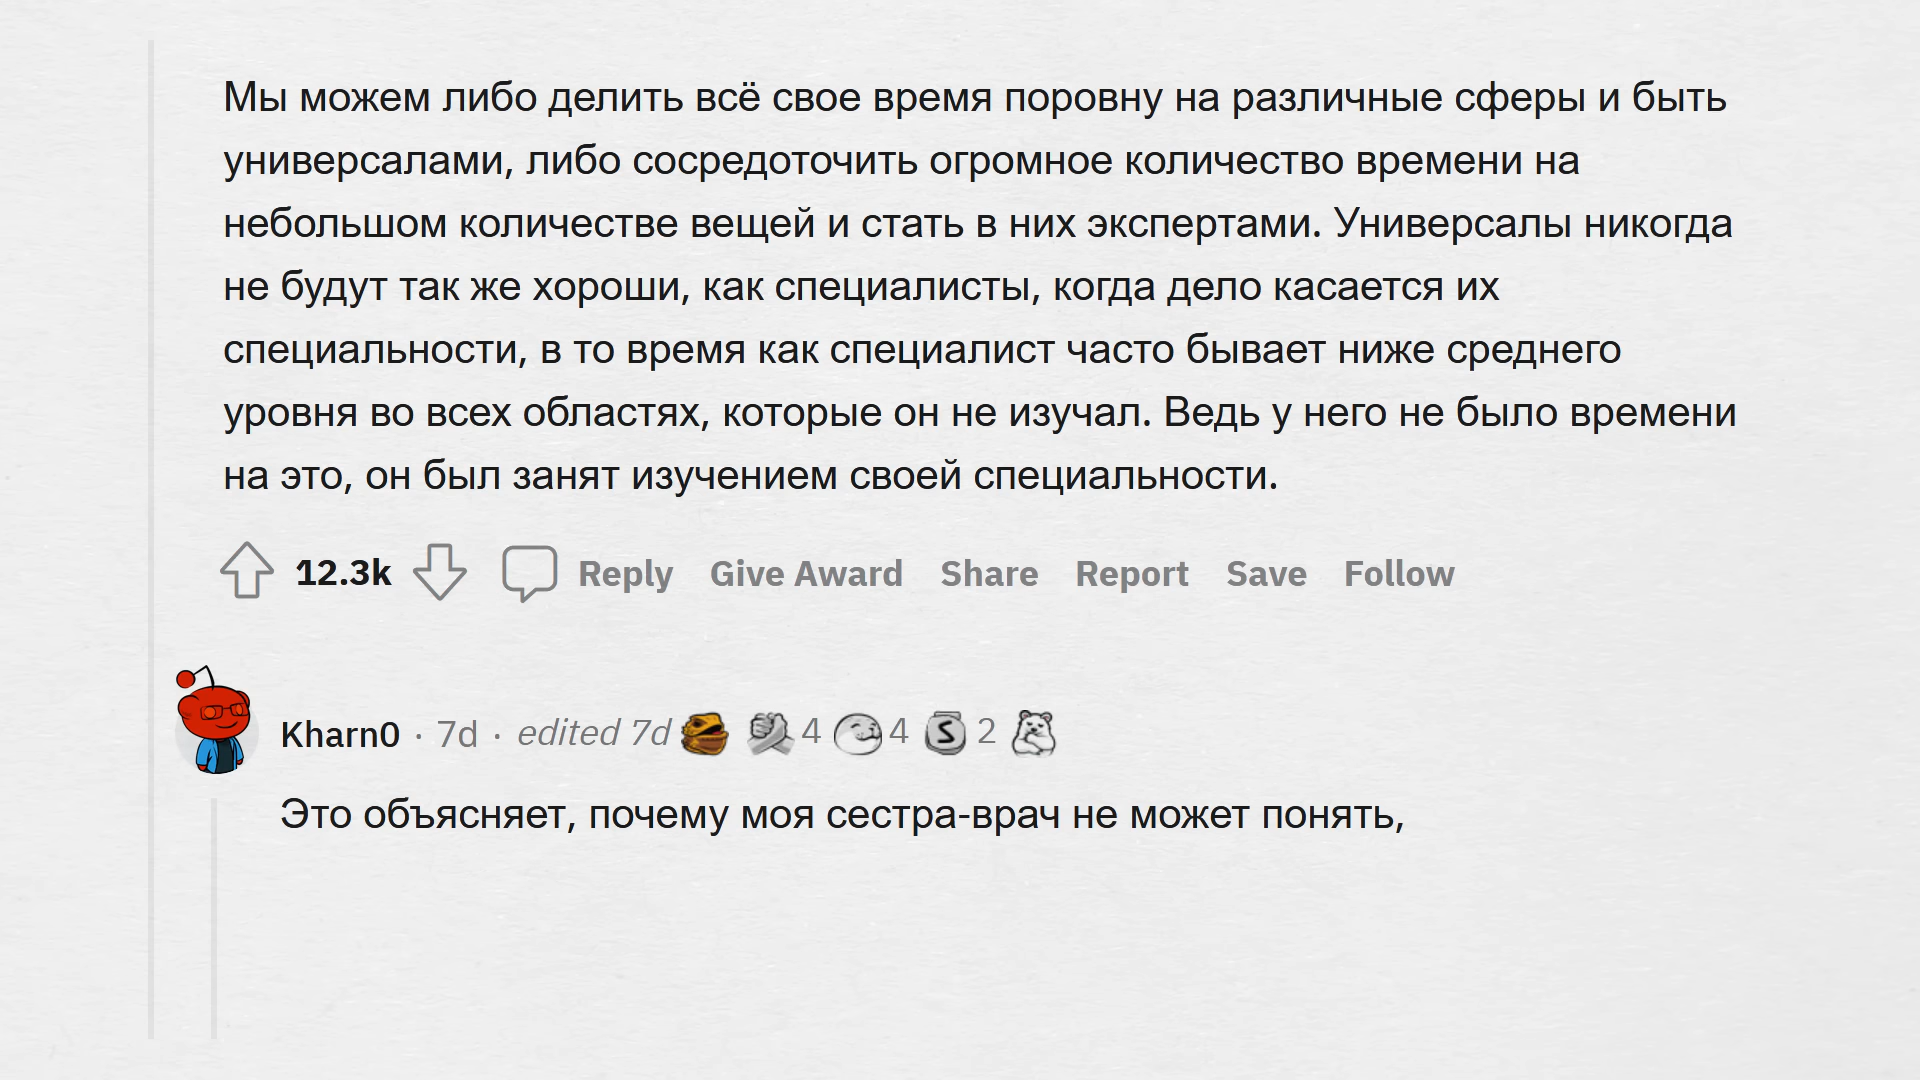 Мы можем либо делить всё свое время поровну на различные сферы и быть
универсалами, либо сосредоточить огромное количество времени на
небольшом количестве вещей и стать в них экспертами. Универсалы никогда
не будут так же хороши, как специалисты, когда дело касается их
специальности, в то время как специалист часто бывает ниже среднего
уровня во всех областях, которые он не изучал. Ведь у него не было времени
на это, он был занят изучением своей специальности.
12.3k Reply Give Award Share Report Save Follow
Kharn0 · 7d · edited 7d 4 4 S 2
Это объясняет, почему моя сестра-врач не может понять,